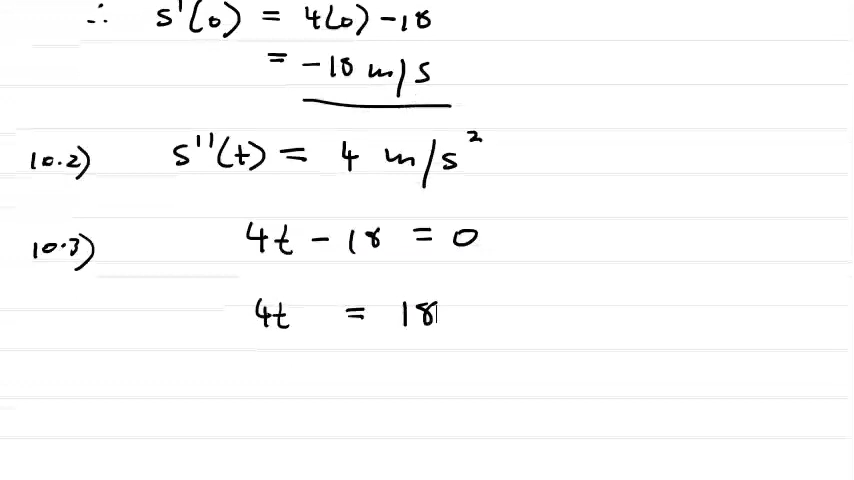 ∴ s'(0) = 4(0) - 18
= -18 m/s
10.2) s''(t) = 4 m/s²
10.3) 4t - 18 = 0
4t = 18